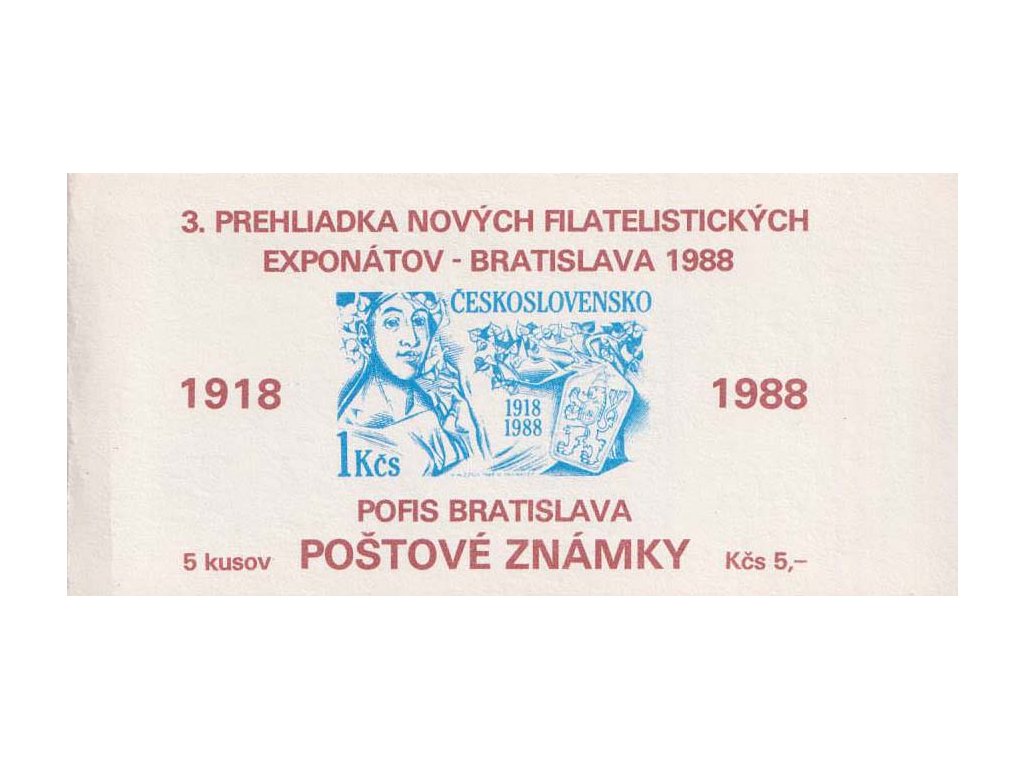 3. PREHLIADKA NOVÝCH FILATELISTICKÝCH
EXPONÁTOV - BRATISLAVA 1988
ČESKOSLOVENSKO
1918
1988
1918
1988
1Kčs
POFIS BRATISLAVA
5 kusov POŠTOVÉ ZNÁMKY Kčs 5,–